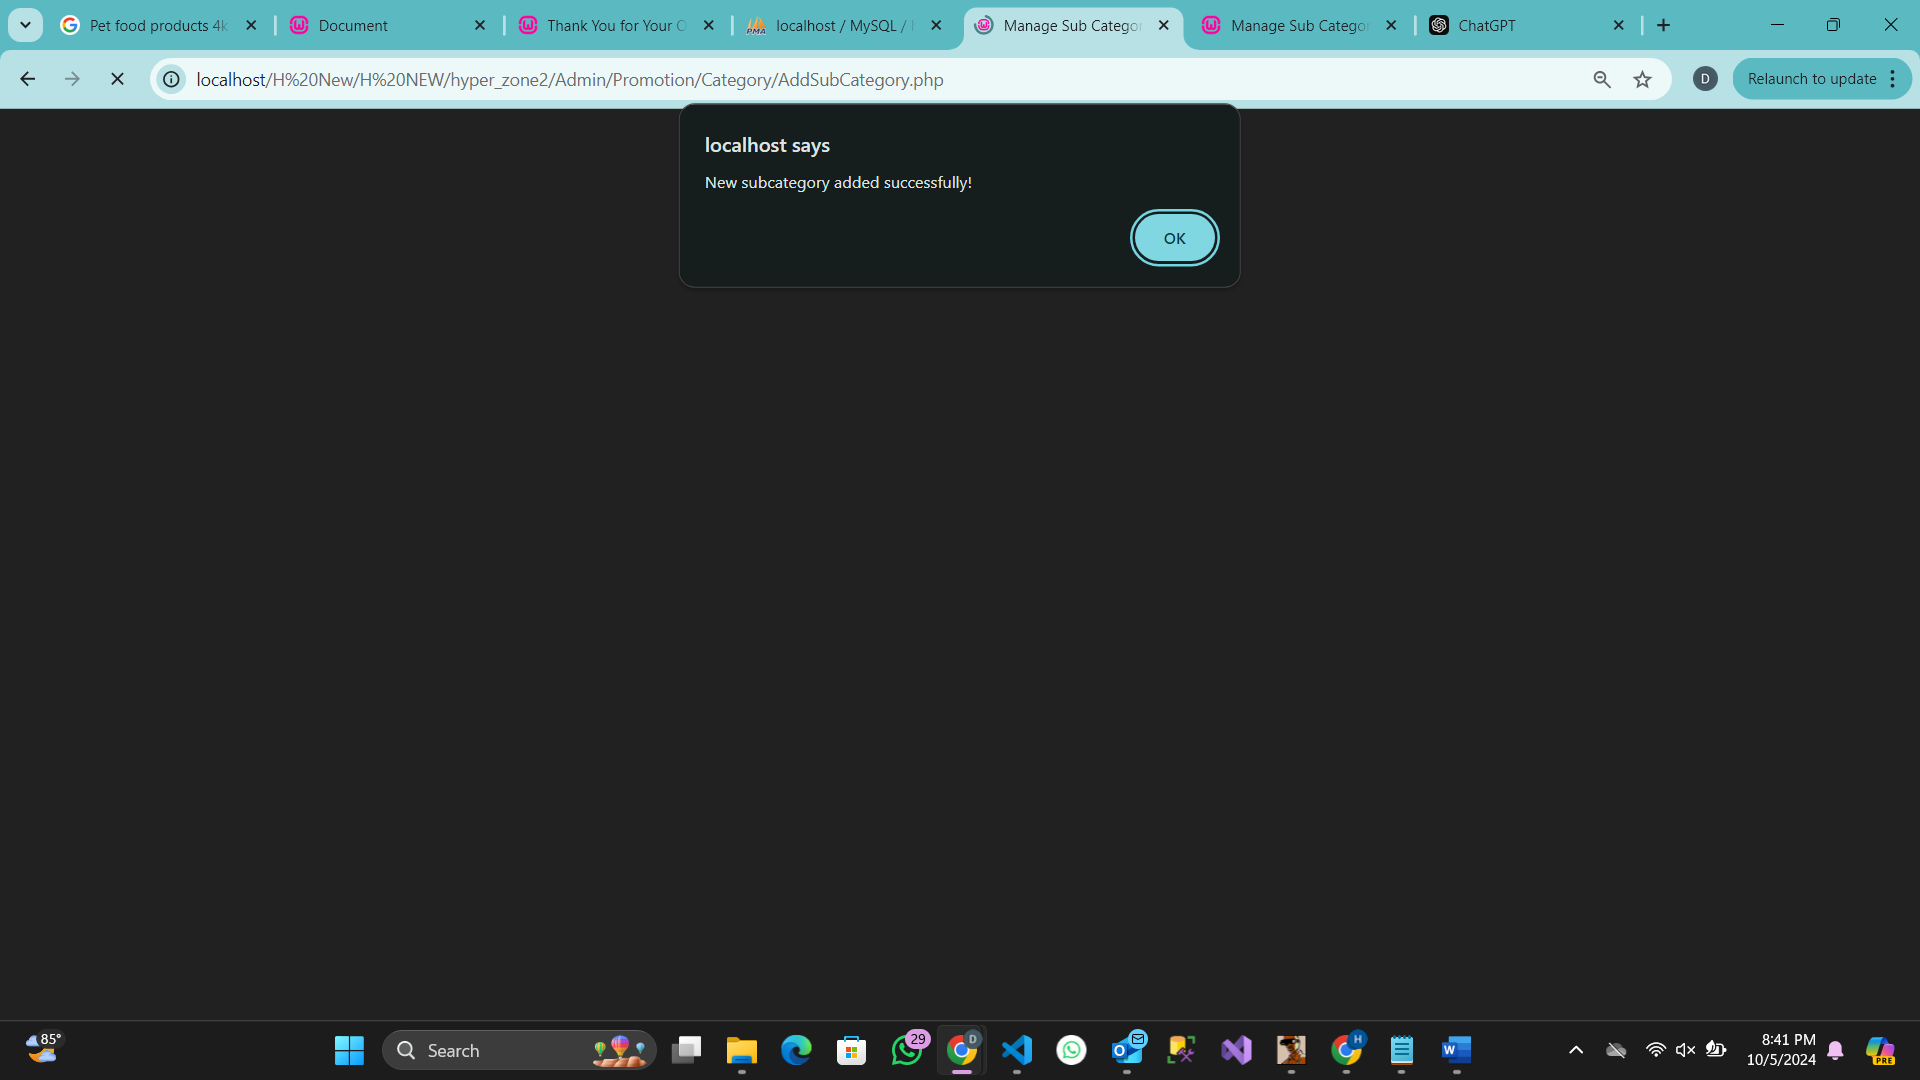 Pet food products 4k
Document
Thank You for Your O
localhost / MySQL /
Manage Sub Categor
Manage Sub Categor
ChatGPT
localhost/H%20New/H%20NEW/hyper_zone2/Admin/Promotion/Category/AddSubCategory.php
D
Relaunch to update
localhost says
New subcategory added successfully!
OK
85°
Search
29
D
H
8:41 PM
10/5/2024
PRE